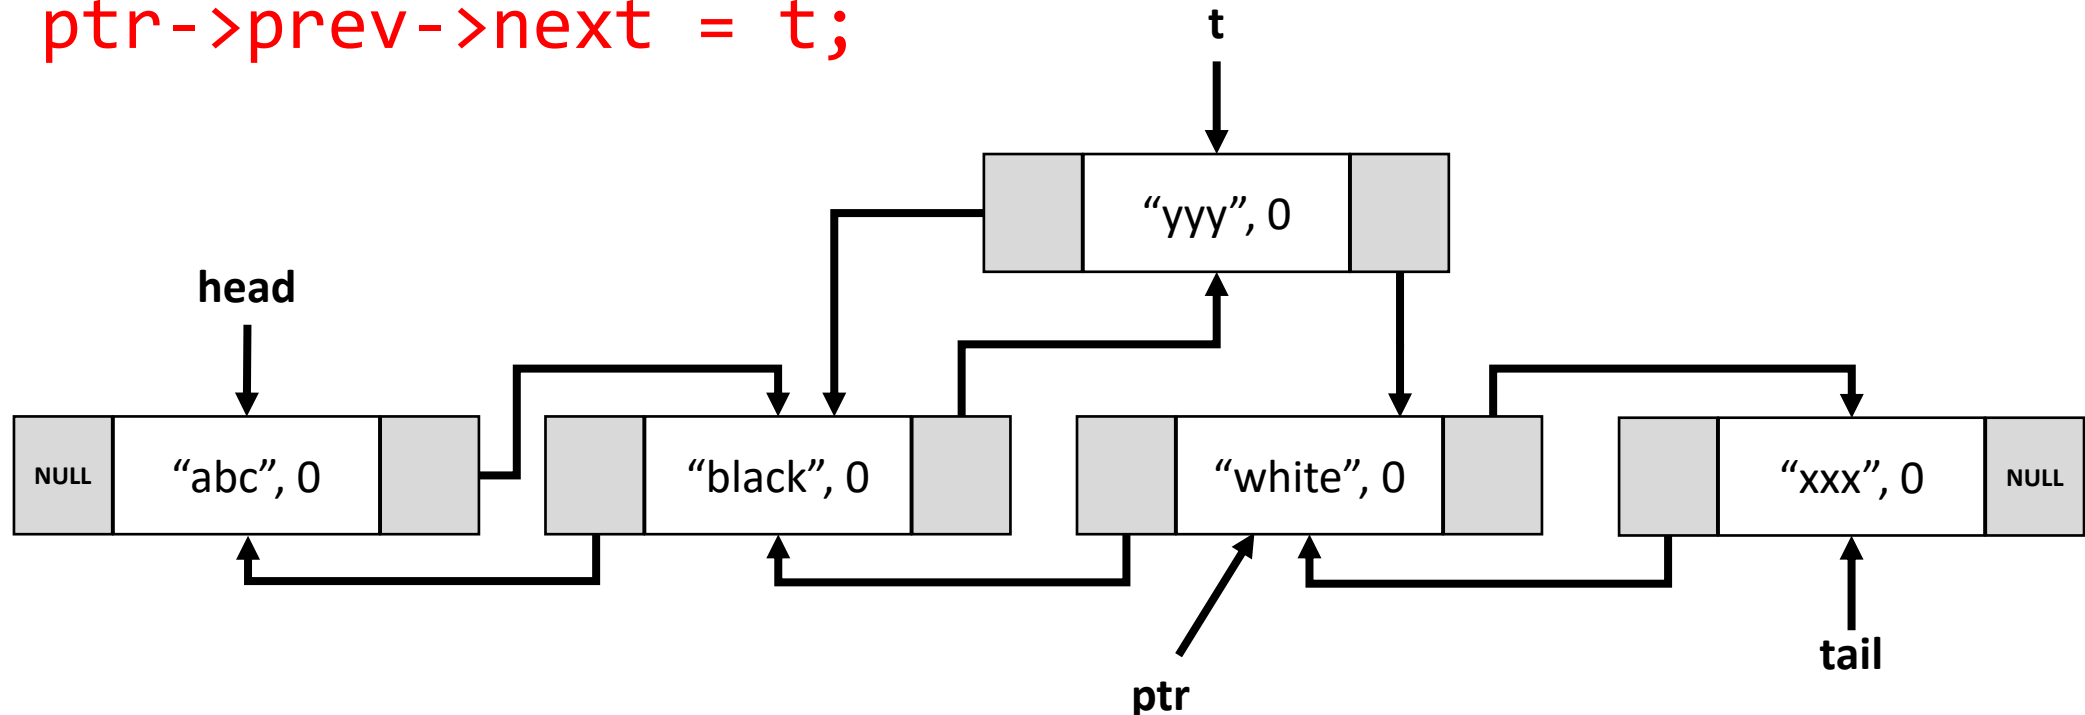 ptr->prev->next = t;
t
“yyy”, 0
head
NULL
“abc”, 0
“black”, 0
“white”, 0
“xxx”, 0
NULL
tail
ptr